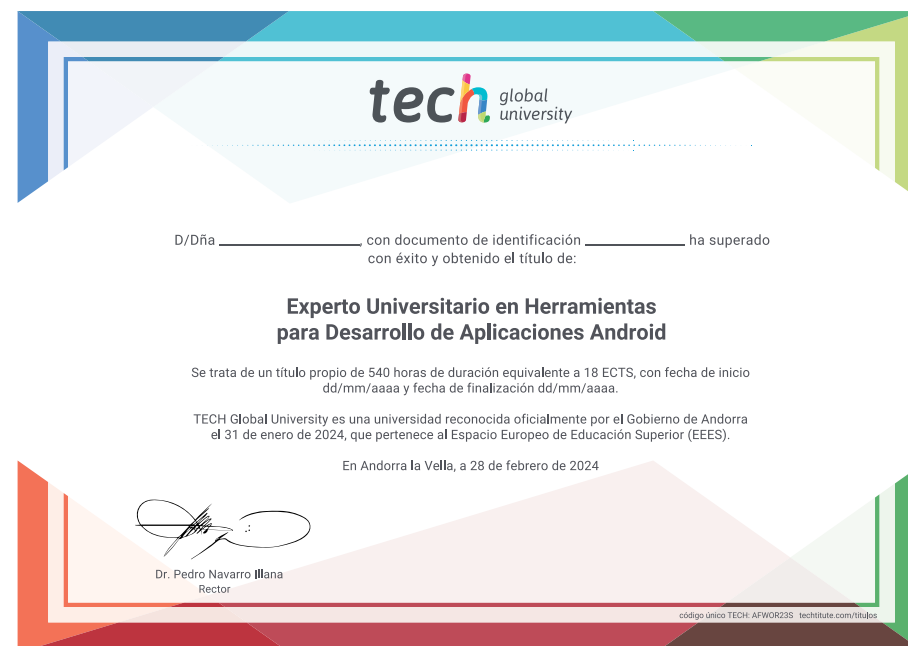 tech global university
D/Dña ____________________, con documento de identificación ______________ ha superado
con éxito y obtenido el título de:
Experto Universitario en Herramientas
para Desarrollo de Aplicaciones Android
Se trata de un título propio de 540 horas de duración equivalente a 18 ECTS, con fecha de inicio
dd/mm/aaaa y fecha de finalización dd/mm/aaaa.
TECH Global University es una universidad reconocida oficialmente por el Gobierno de Andorra
el 31 de enero de 2024, que pertenece al Espacio Europeo de Educación Superior (EEES).
En Andorra la Vella, a 28 de febrero de 2024
Dr. Pedro Navarro Illana
Rector
código único TECH: AFWOR23S techtitute.com/titulos